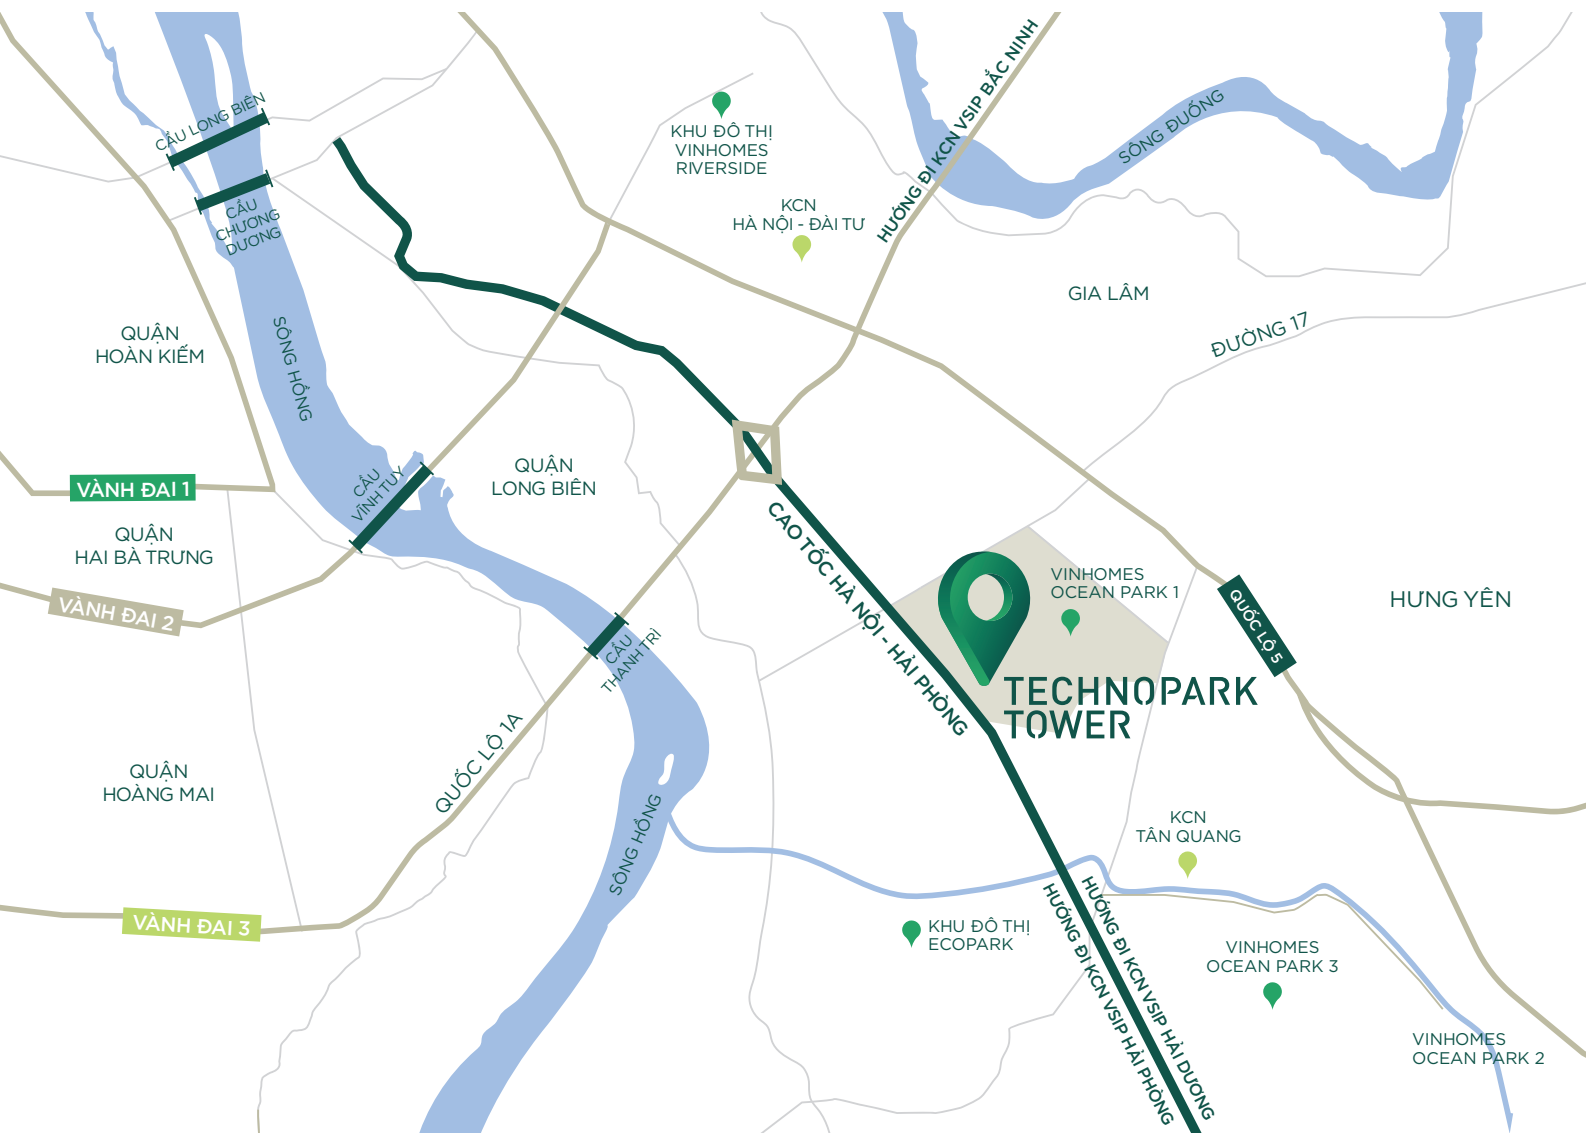 CẦU LONG BIÊN
CẦU
CHƯƠNG
DƯƠNG
KHU ĐÔ THỊ
VINHOMES
RIVERSIDE
KCN
HÀ NỘI - ĐÀI TƯ
HƯỚNG ĐI KCN VSIP BẮC NINH
SÔNG ĐUỐNG
GIA LÂM
ĐƯỜNG 17
QUẬN
HOÀN KIẾM
SÔNG HỒNG
QUẬN
LONG BIÊN
CẦU
VĨNH TUY
VÀNH ĐAI 1
QUẬN
HAI BÀ TRƯNG
VÀNH ĐAI 2
CẦU
THANH TRÌ
CAO TỐC HÀ NỘI - HẢI PHÒNG
VINHOMES
OCEAN PARK 1
QUỐC LỘ 5
HƯNG YÊN
TECHNOPARK
TOWER
QUỐC LỘ 1A
QUẬN
HOÀNG MAI
SÔNG HỒNG
KCN
TÂN QUANG
VÀNH ĐAI 3
KHU ĐÔ THỊ
ECOPARK
HƯỚNG ĐI KCN VSIP HẢI DƯƠNG
HƯỚNG ĐI KCN VSIP HẢI PHÒNG
VINHOMES
OCEAN PARK 3
VINHOMES
OCEAN PARK 2